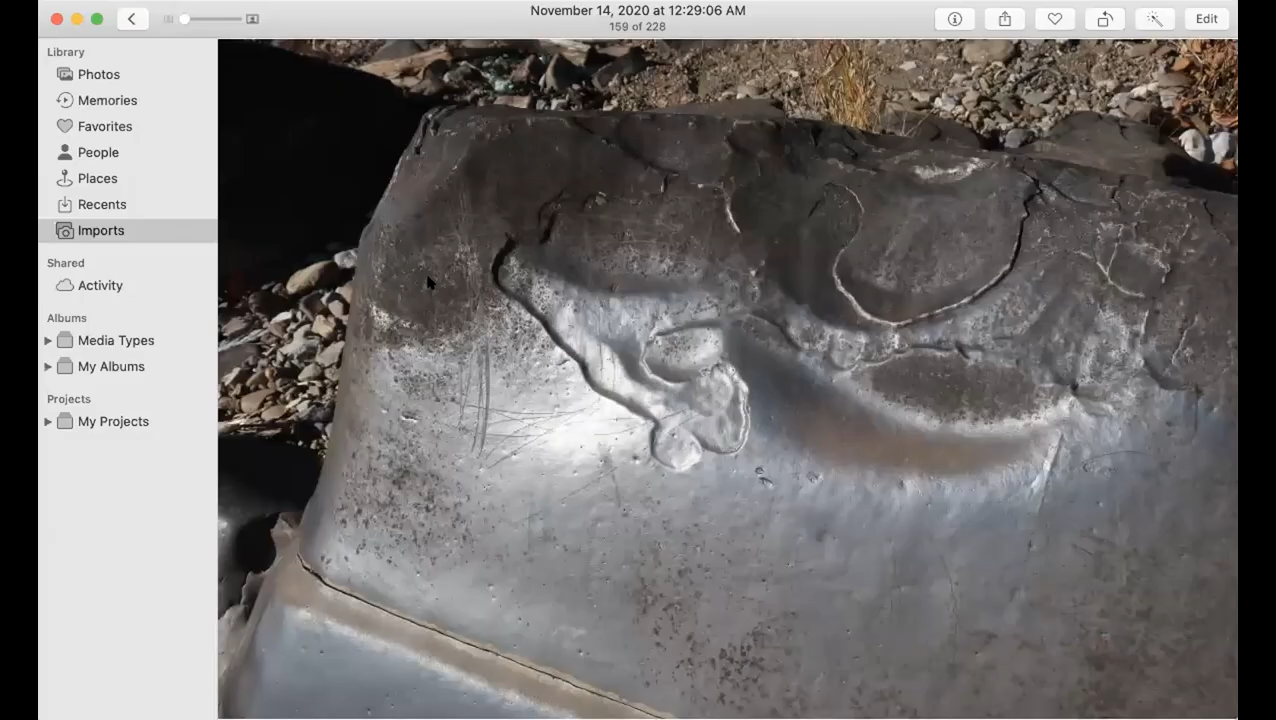 November 14, 2020 at 12:29:06 AM
159 of 228
Edit
Library
Photos
Memories
Favorites
People
Places
Recents
Imports
Shared
Activity
Albums
Media Types
My Albums
Projects
My Projects